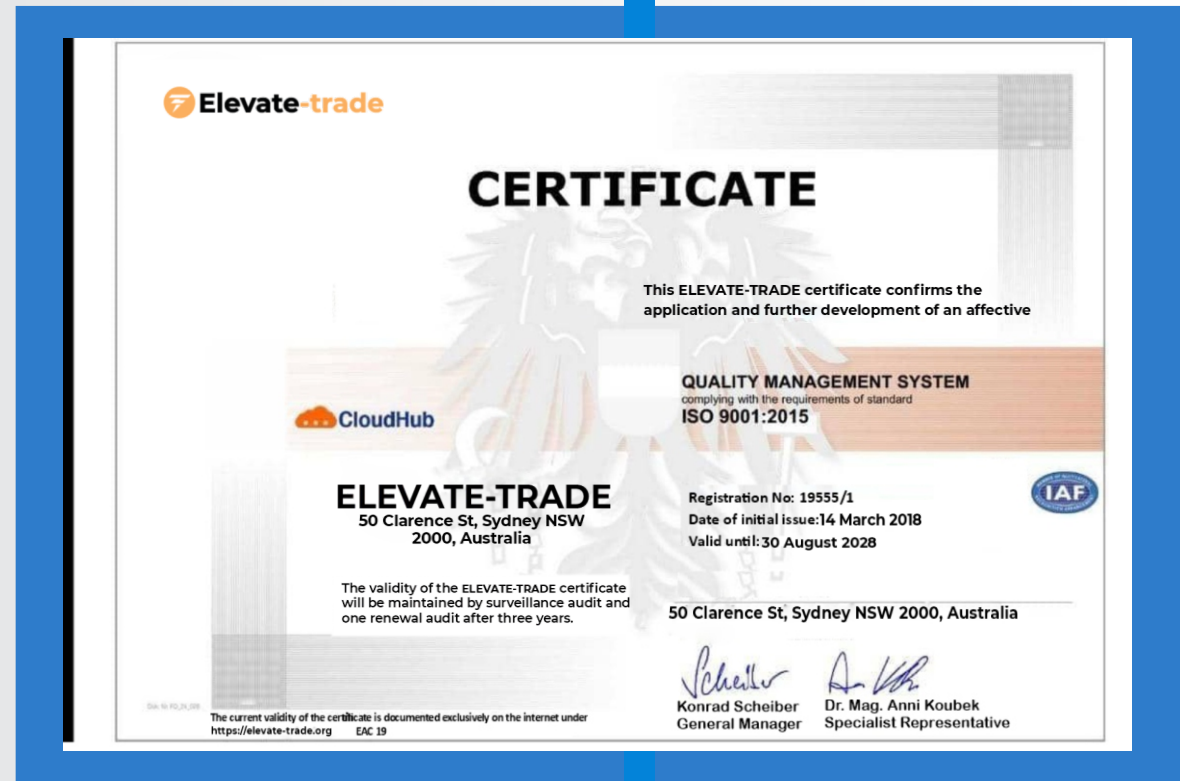 Elevate-trade
CERTIFICATE
This ELEVATE-TRADE certificate confirms the
application and further development of an affective
QUALITY MANAGEMENT SYSTEM
complying with the requirements of standard
ISO 9001:2015
CloudHub
IAF
ELEVATE-TRADE
50 Clarence St, Sydney NSW
2000, Australia
Registration No: 19555/1
Date of initial issue:14 March 2018
Valid until: 30 August 2028
The validity of the ELEVATE-TRADE certificate
will be maintained by surveillance audit and
one renewal audit after three years.
50 Clarence St, Sydney NSW 2000, Australia
Scheiber
Konrad Scheiber
General Manager
Dr. Mag. Anni Koubek
Specialist Representative
The current validity of the certificate is documented exclusively on the internet under
https://elevate-trade.org EAC 19